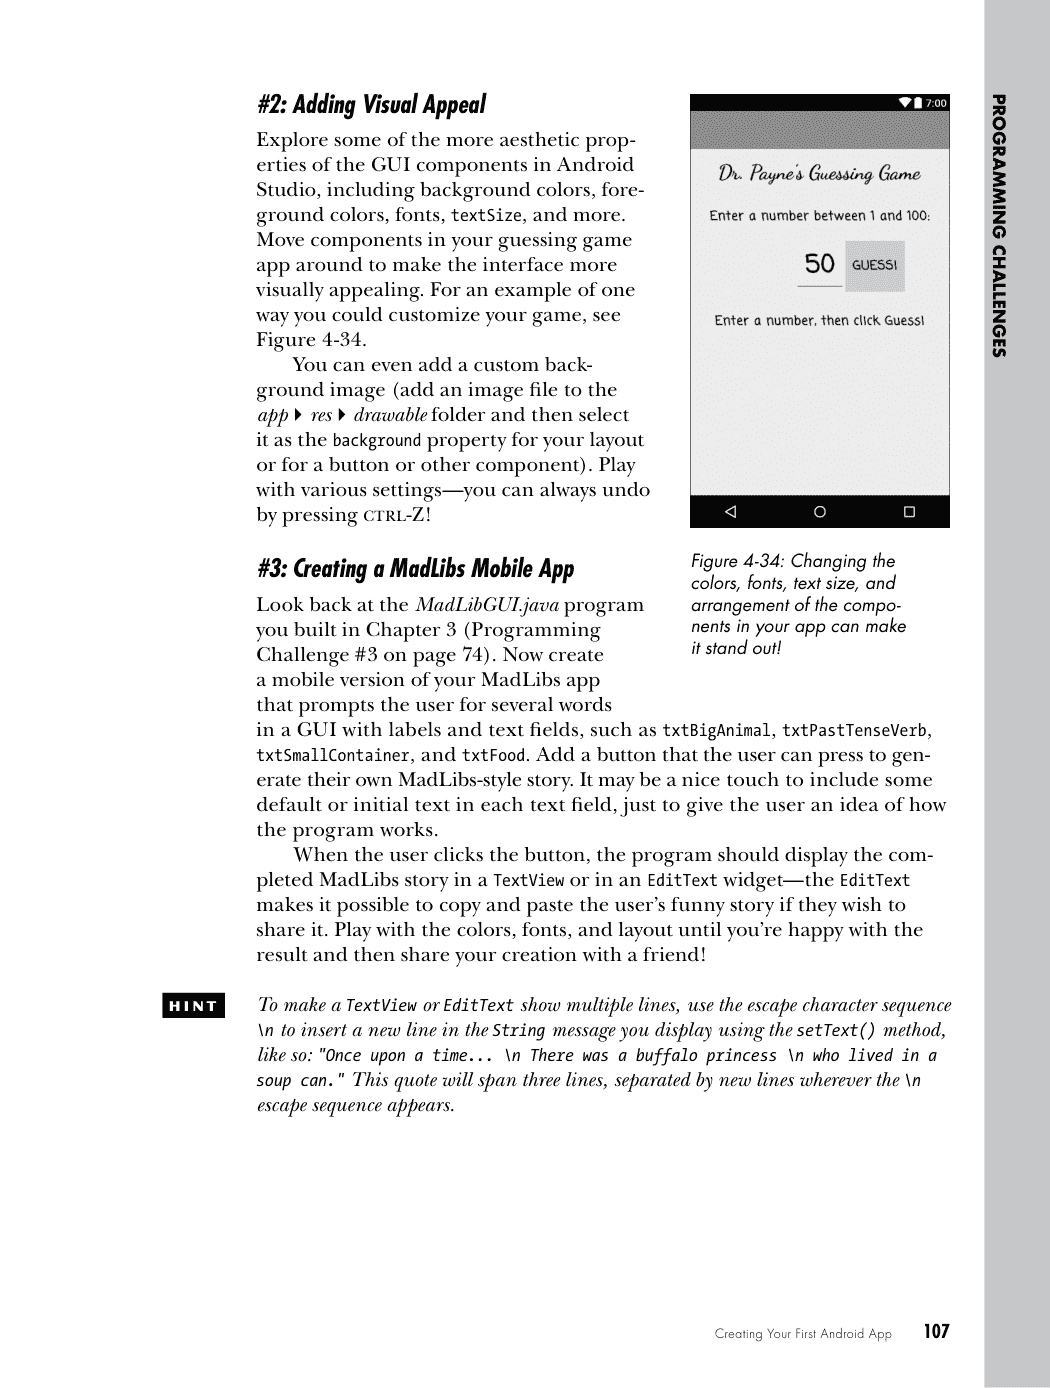 #2: Adding Visual Appeal
Explore some of the more aesthetic prop-
erties of the GUI components in Android
Studio, including background colors, fore-
ground colors, fonts, textSize, and more.
Move components in your guessing game
app around to make the interface more
visually appealing. For an example of one
way you could customize your game, see
Figure 4-34.
You can even add a custom back-
ground image (add an image file to the
app ▸ res ▸ drawable folder and then select
it as the background property for your layout
or for a button or other component). Play
with various settings—you can always undo
by pressing CTRL-Z!
7:00
Dr. Payne's Guessing Game
Enter a number between 1 and 100:
50 GUESS!
Enter a number, then click Guess!
Figure 4-34: Changing the
colors, fonts, text size, and
arrangement of the compo-
nents in your app can make
it stand out!
#3: Creating a MadLibs Mobile App
Look back at the MadLibGUI.java program
you built in Chapter 3 (Programming
Challenge #3 on page 74). Now create
a mobile version of your MadLibs app
that prompts the user for several words
in a GUI with labels and text fields, such as txtBigAnimal, txtPastTenseVerb,
txtSmallContainer, and txtFood. Add a button that the user can press to gen-
erate their own MadLibs-style story. It may be a nice touch to include some
default or initial text in each text field, just to give the user an idea of how
the program works.
When the user clicks the button, the program should display the com-
pleted MadLibs story in a TextView or in an EditText widget—the EditText
makes it possible to copy and paste the user's funny story if they wish to
share it. Play with the colors, fonts, and layout until you're happy with the
result and then share your creation with a friend!
HINT
To make a TextView or EditText show multiple lines, use the escape character sequence
\n to insert a new line in the String message you display using the setText() method,
like so: "Once upon a time... \n There was a buffalo princess \n who lived in a
soup can." This quote will span three lines, separated by new lines wherever the \n
escape sequence appears.
PROGRAMMING CHALLENGES
Creating Your First Android App 107